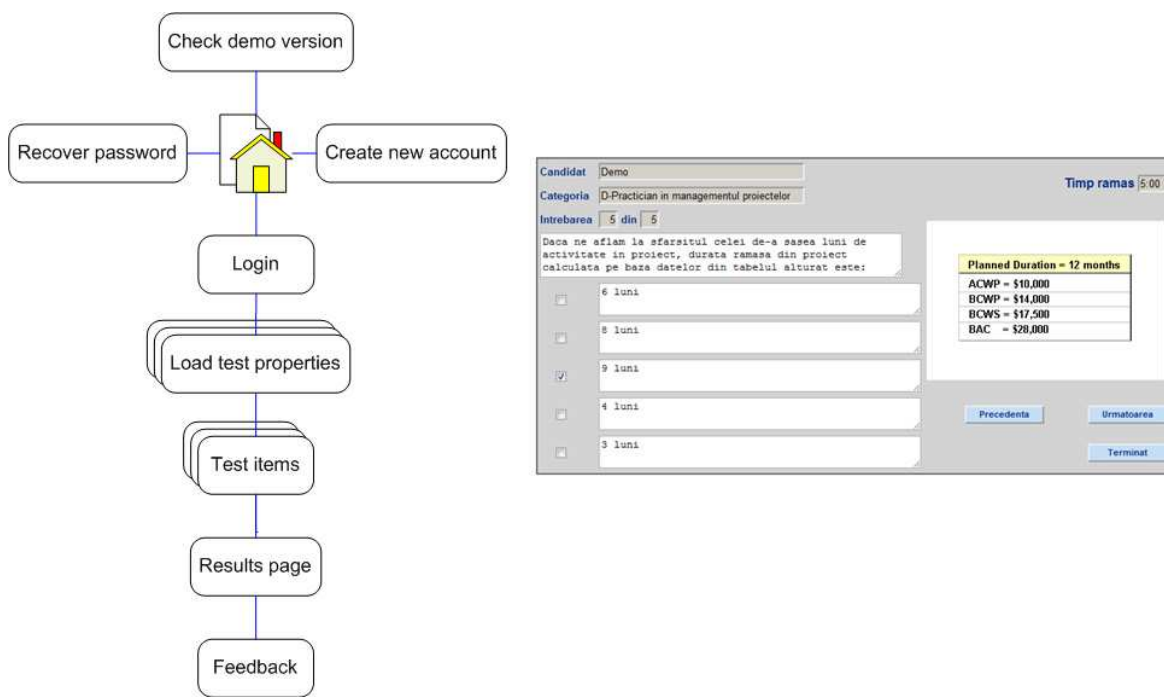 Check demo version
Recover password
Create new account
Login
Load test properties
Test items
Results page
Feedback
Candidat Demo
Timp ramas 5:00
Categoria D-Practician in managementul proiectelor
Intrebarea 5 din 5
Daca ne aflam la sfarsitul celei de-a sasea luni de
activitate in proiect, durata ramasa din proiect
calculata pe baza datelor din tabelul alturat este:
6 luni
8 luni
9 luni
4 luni
3 luni
Planned Duration = 12 months
ACWP = $10,000
BCWP = $14,000
BCWS = $17,500
BAC = $28,000
Precedenta
Urmatoarea
Terminat